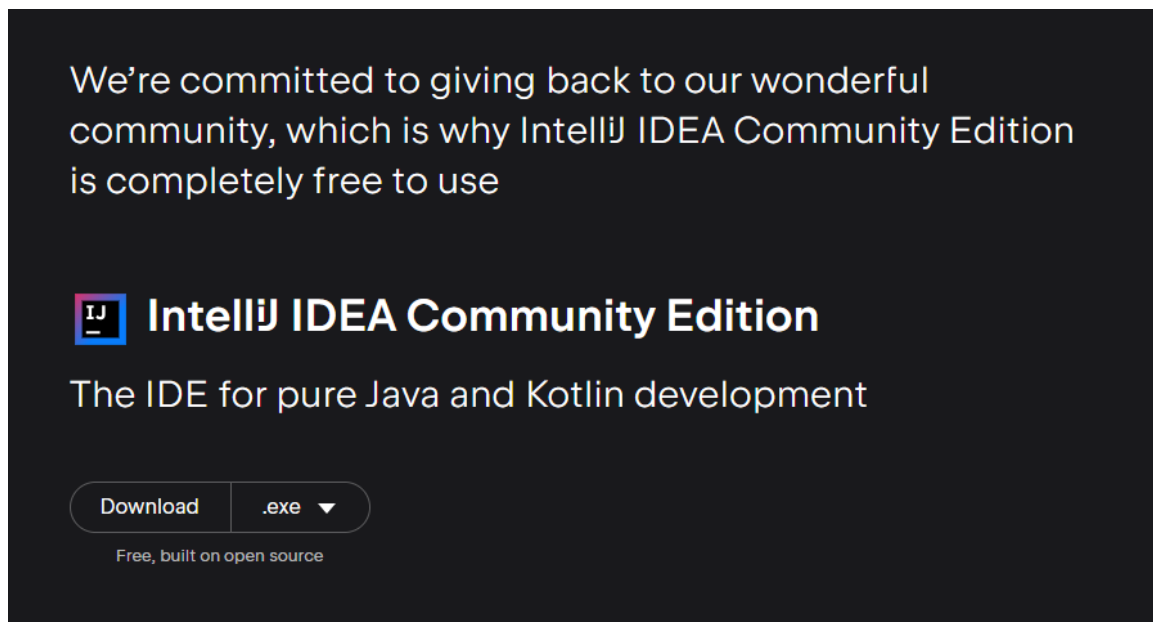 We’re committed to giving back to our wonderful
community, which is why IntelliJ IDEA Community Edition
is completely free to use
IJ
IntelliJ IDEA Community Edition
The IDE for pure Java and Kotlin development
Download .exe
Free, built on open source